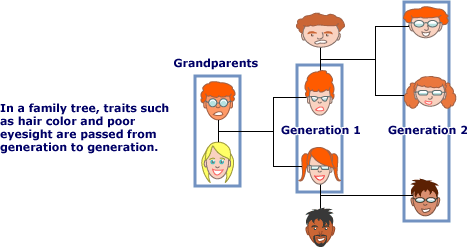 Grandparents
In a family tree, traits such
as hair color and poor
eyesight are passed from
generation to generation.
Generation 1
Generation 2